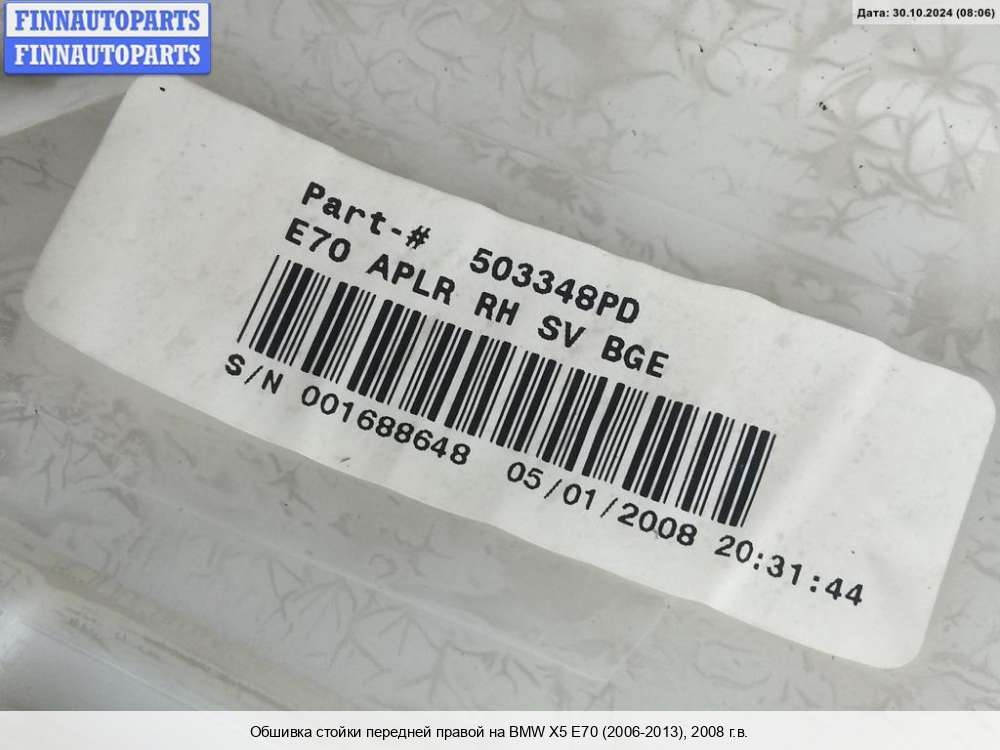 FINNAUTOPARTS
FINNAUTOPARTS
Дата: 30.10.2024 (08:06)
Part-# 503348PD
E70 APLR RH SV BGE
S/N 001688648 05/01/2008 20:31:44
Обшивка стойки передней правой на BMW X5 E70 (2006-2013), 2008 г.в.